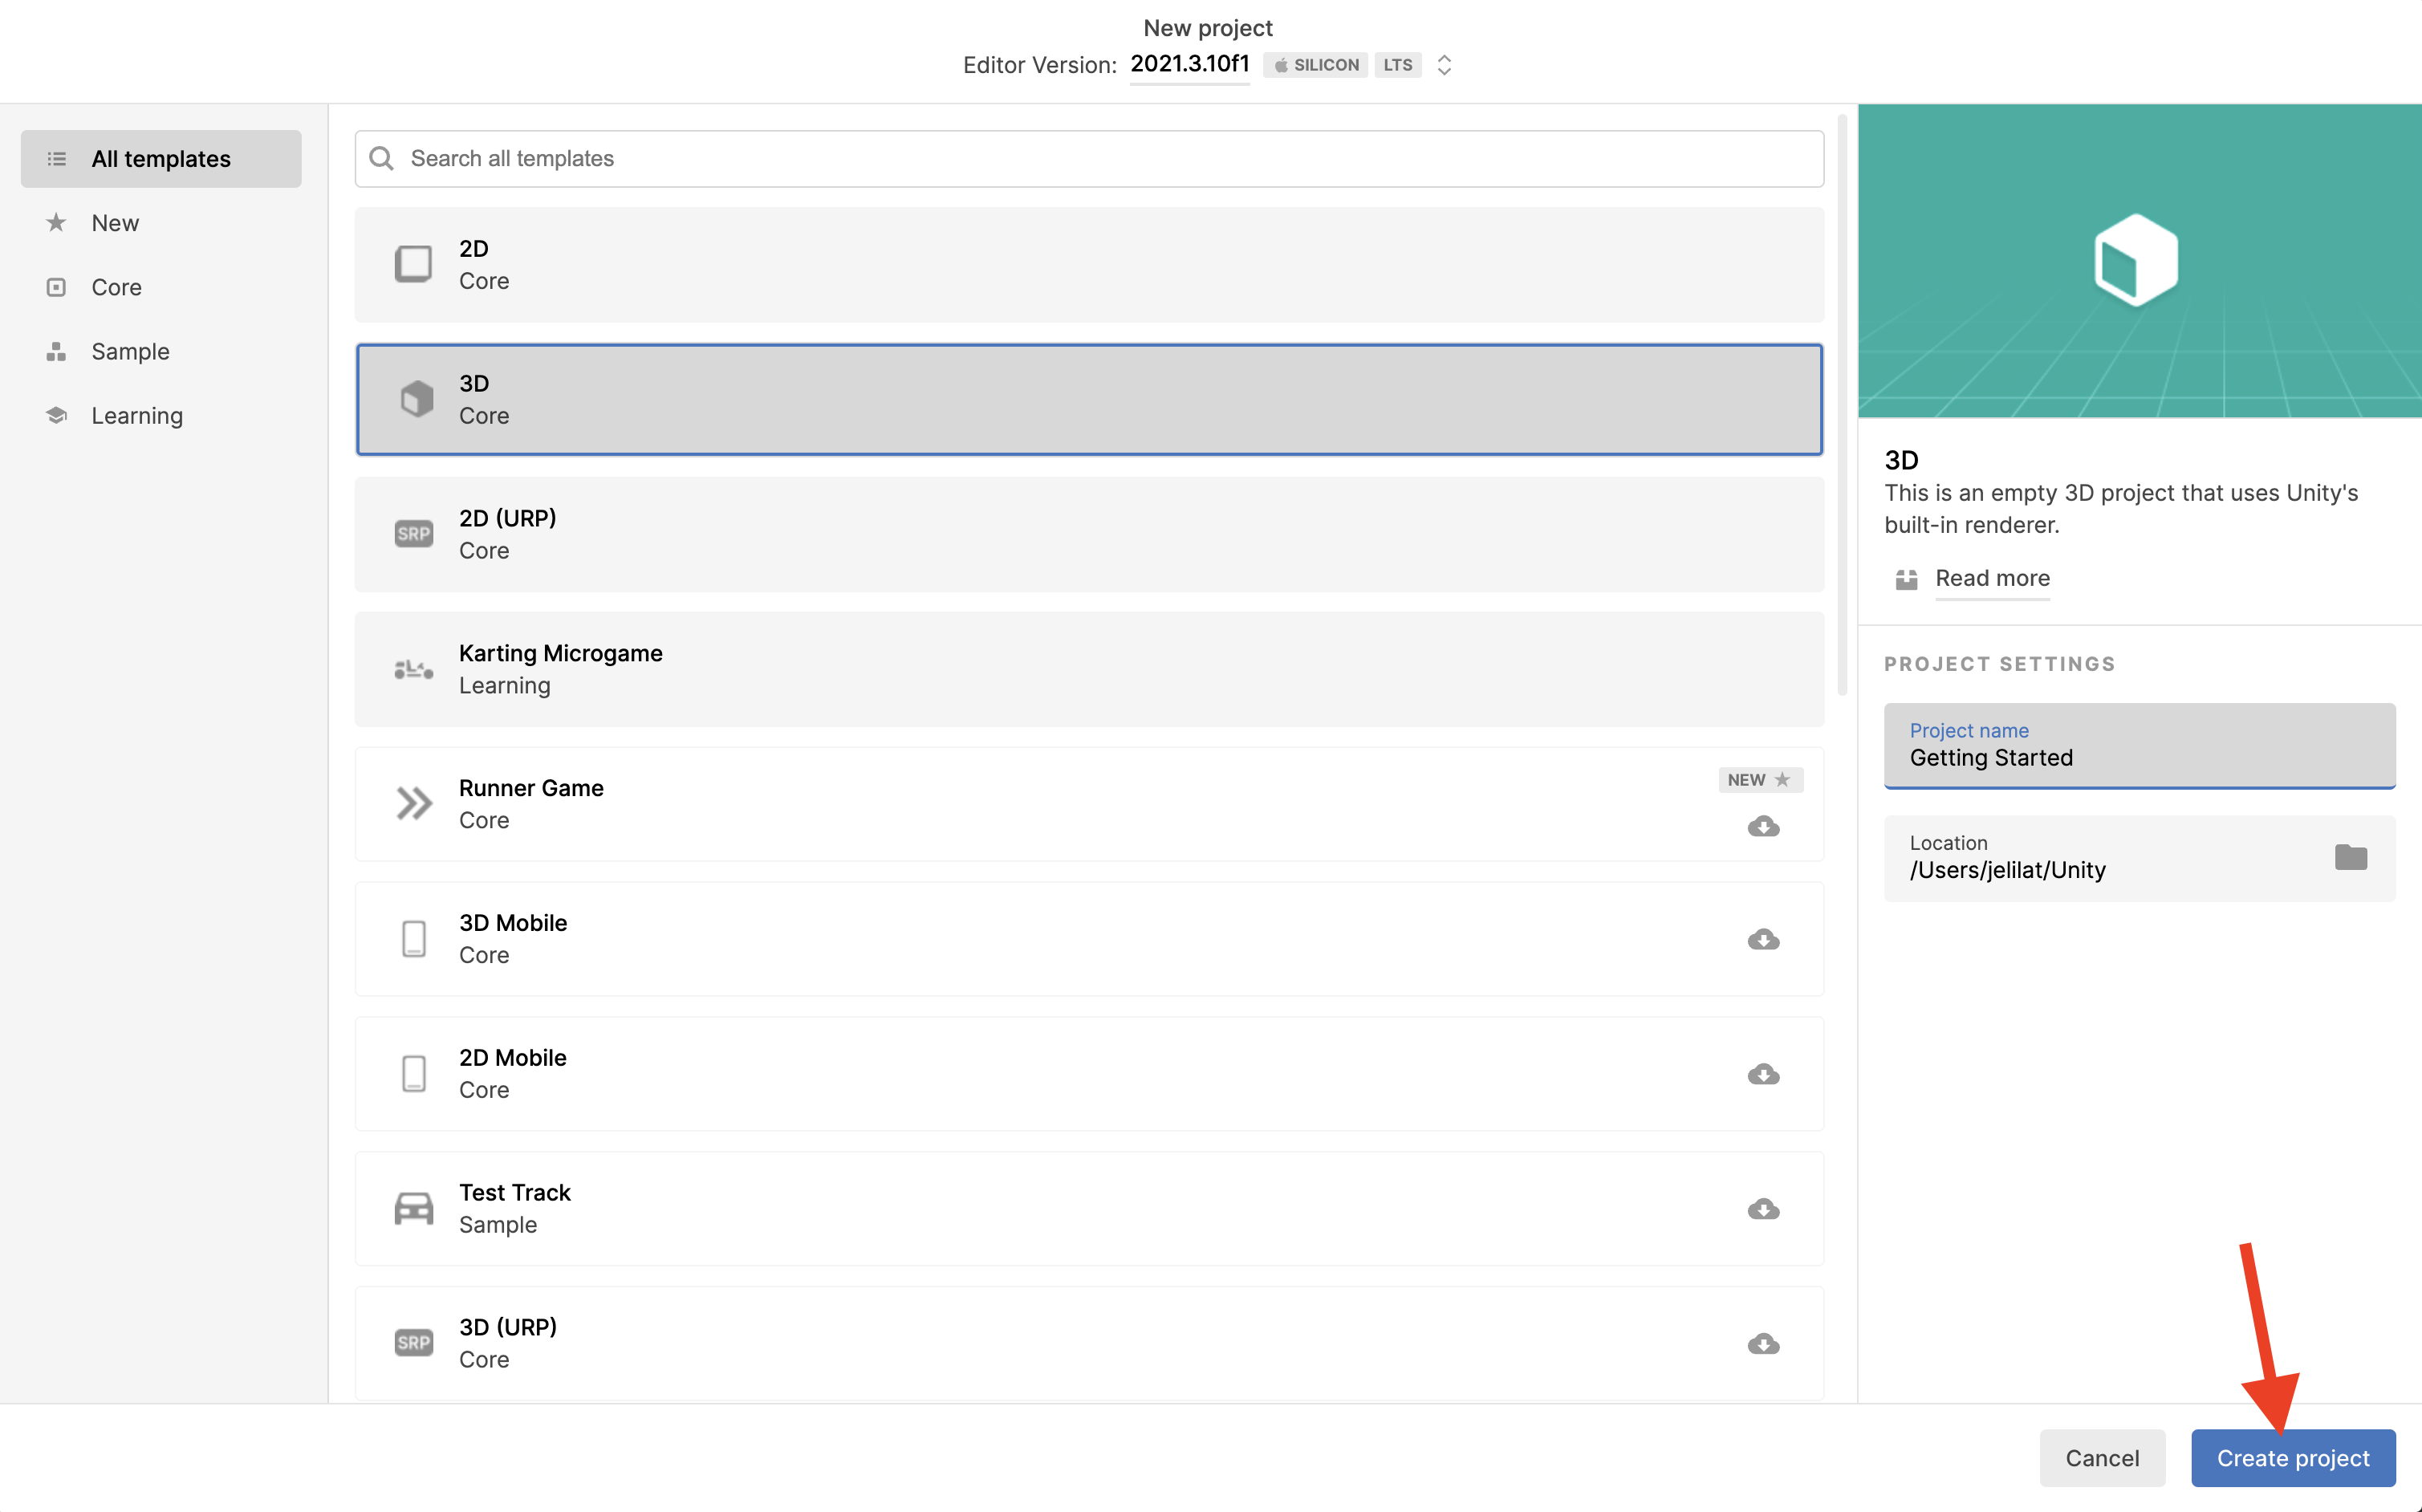 New project
Editor Version: 2021.3.10f1 SILICON LTS
All templates
New
Core
Sample
Learning
Search all templates
2D
Core
3D
Core
SRP
2D (URP)
Core
Karting Microgame
Learning
Runner Game
Core
NEW
3D Mobile
Core
2D Mobile
Core
Test Track
Sample
SRP
3D (URP)
Core
3D
This is an empty 3D project that uses Unity's
built-in renderer.
Read more
PROJECT SETTINGS
Project name
Getting Started
Location
/Users/jelilat/Unity
Cancel
Create project